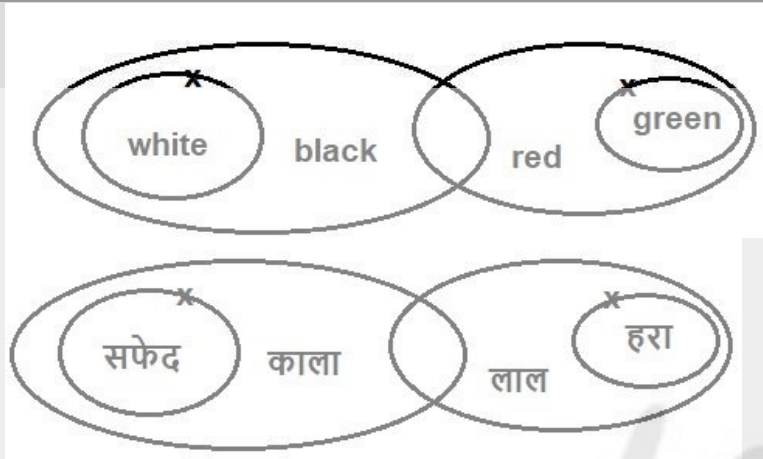 x x
white black red green
x x
सफेद काला लाल हरा